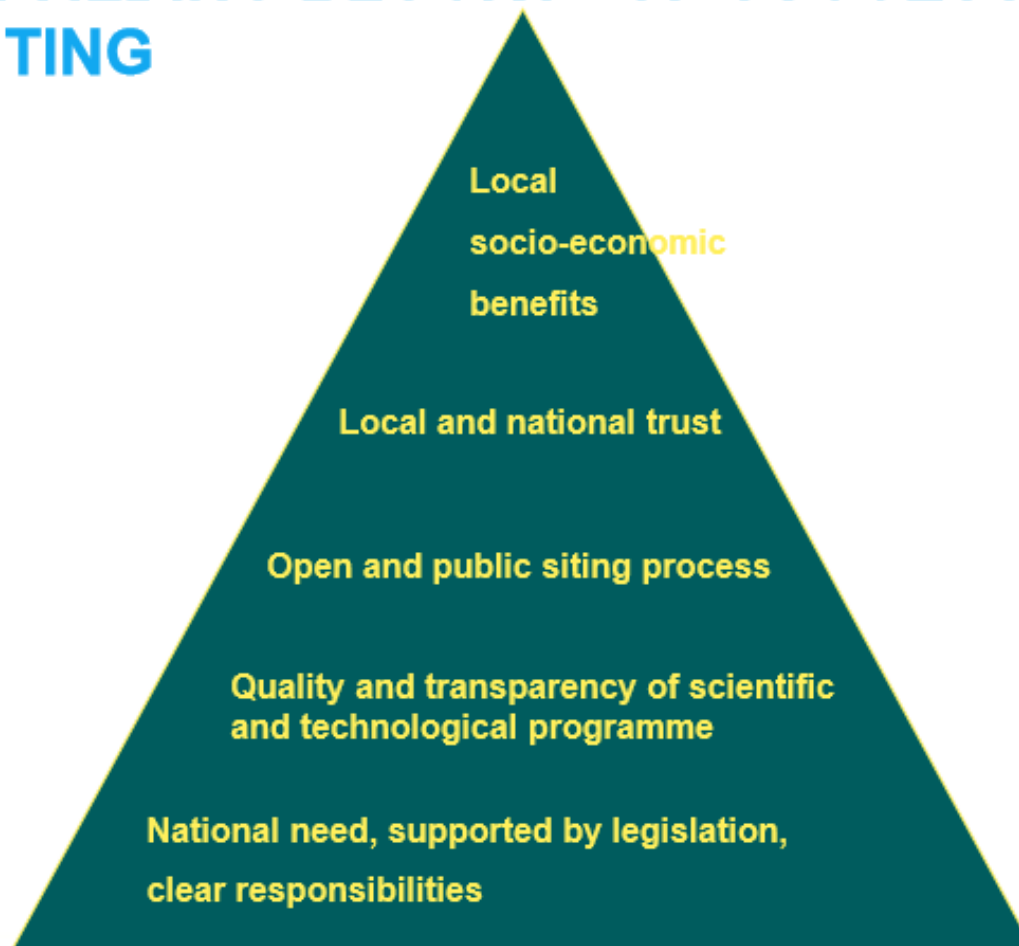 TING
Local
socio-economic
benefits
Local and national trust
Open and public siting process
Quality and transparency of scientific
and technological programme
National need, supported by legislation,
clear responsibilities